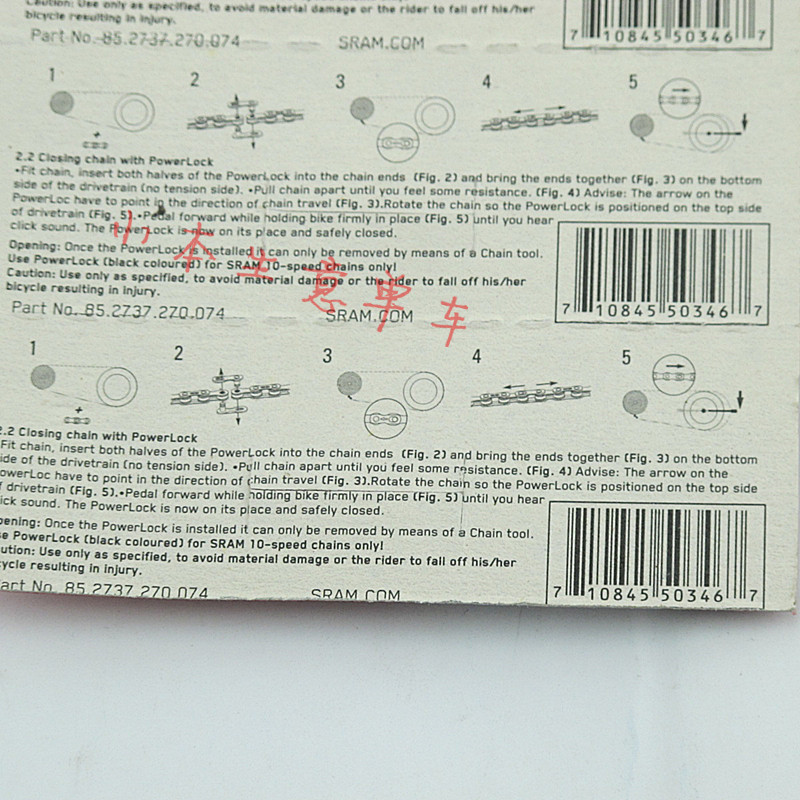 Caution: Use only as specified, to avoid material damage or the rider to fall off his/her
bicycle resulting in injury.
Part No. 85.2737.270.074 SRAM.COM
7 10845 50346 7
1 2 3 4 5
2.2 Closing chain with PowerLock
•Fit chain, insert both halves of the PowerLock into the chain ends (Fig. 2) and bring the ends together (Fig. 3) on the bottom
side of the drivetrain (no tension side). •Pull chain apart until you feel some resistance. (Fig. 4) Advise: The arrow on the
PowerLoc have to point in the direction of chain travel (Fig. 3).Rotate the chain so the PowerLock is positioned on the top side
of drivetrain (Fig. 5).•Pedal forward while holding bike firmly in place (Fig. 5) until you hear
click sound. The PowerLock is now on its place and safely closed.
Opening: Once the PowerLock is installed it can only be removed by means of a Chain tool.
Use PowerLock (black coloured) for SRAM 10-speed chains only!
Caution: Use only as specified, to avoid material damage or the rider to fall off his/her
bicycle resulting in injury.
Part No. 85.2737.270.074 SRAM.COM
7 10845 50346 7
小本生意单车
1 2 3 4 5
2.2 Closing chain with PowerLock
Fit chain, insert both halves of the PowerLock into the chain ends (Fig. 2) and bring the ends together (Fig. 3) on the bottom
ide of the drivetrain (no tension side). •Pull chain apart until you feel some resistance. (Fig. 4) Advise: The arrow on the
owerLoc have to point in the direction of chain travel (Fig. 3).Rotate the chain so the PowerLock is positioned on the top side
f drivetrain (Fig. 5).•Pedal forward while holding bike firmly in place (Fig. 5) until you hear
ick sound. The PowerLock is now on its place and safely closed.
pening: Once the PowerLock is installed it can only be removed by means of a Chain tool.
se PowerLock (black coloured) for SRAM 10-speed chains only!
ution: Use only as specified, to avoid material damage or the rider to fall off his/her
cycle resulting in injury.
art No. 85.2737.270.074 SRAM.COM
7 10845 50346 7